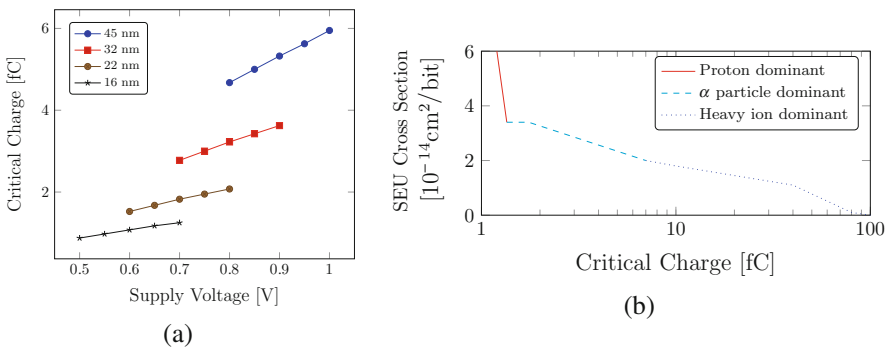 6
4
2
0.5 0.6 0.7 0.8 0.9 1
Critical Charge [fC]
Supply Voltage [V]
45 nm
32 nm
22 nm
16 nm
(a)
6
4
2
0
1 10 100
SEU Cross Section
[10⁻¹⁴cm²/bit]
Critical Charge [fC]
Proton dominant
α particle dominant
Heavy ion dominant
(b)